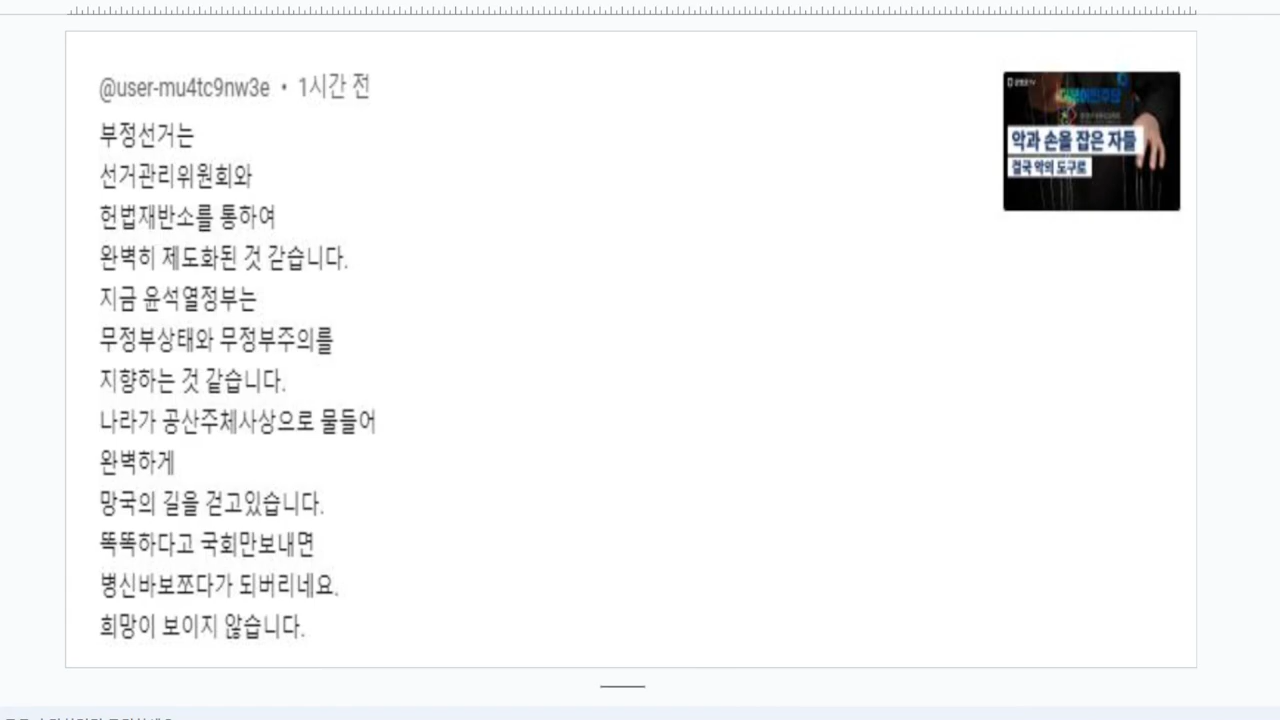 @user-mu4tc9nw3e • 1시간 전
부정선거는
선거관리위원회와
헌법재반소를 통하여
완벽히 제도화된 것 같습니다.
지금 윤석열정부는
무정부상태와 무정부주의를
지향하는 것 같습니다.
나라가 공산주체사상으로 물들어
완벽하게
망국의 길을 걷고있습니다.
똑똑하다고 국회만보내면
병신바보쪼다가 되버리네요.
희망이 보이지 않습니다.
더불어민주당
악과 손을 잡은 자들
결국 악의 도구로